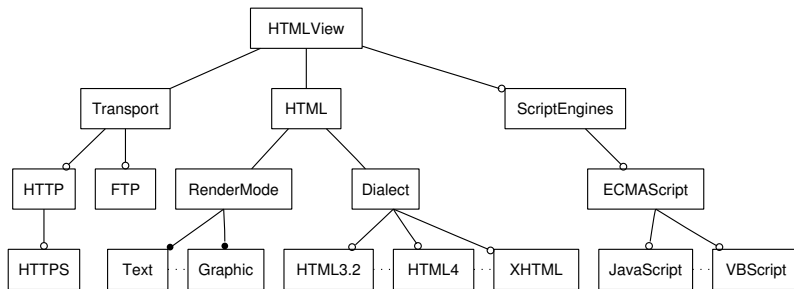 HTMLView
Transport
HTML
ScriptEngines
HTTP
FTP
RenderMode
Dialect
ECMAScript
HTTPS
Text
Graphic
HTML3.2
HTML4
XHTML
JavaScript
VBScript